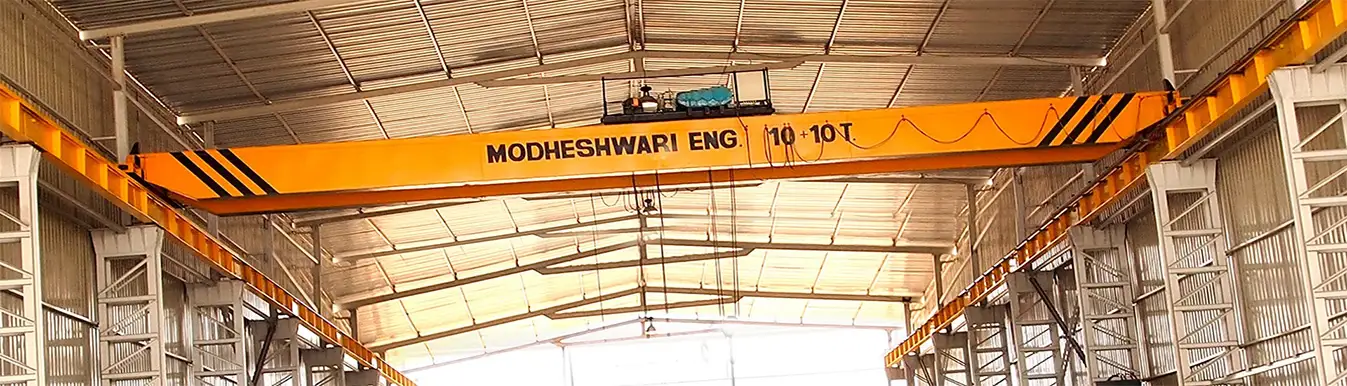 MODHESHWARI ENG. 10+10 T.